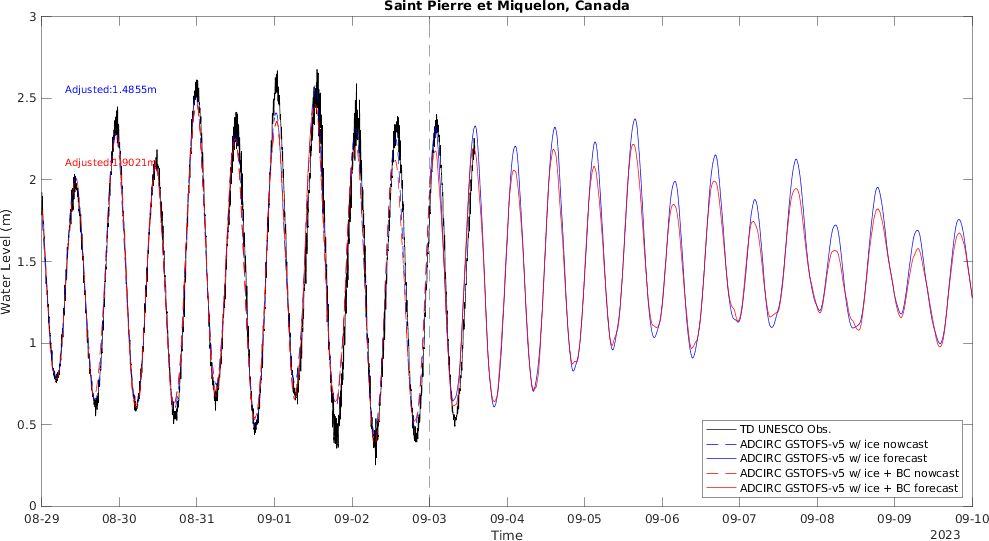 Saint Pierre et Miquelon, Canada
3
2.5
2
1.5
1
0.5
0
Water Level (m)
Adjusted:1.4855m
Adjusted:1.9021m
TD UNESCO Obs.
ADCIRC GSTOFS-v5 w/ ice nowcast
ADCIRC GSTOFS-v5 w/ ice forecast
ADCIRC GSTOFS-v5 w/ ice + BC nowcast
ADCIRC GSTOFS-v5 w/ ice + BC forecast
08-29 08-30 08-31 09-01 09-02 09-03 09-04 09-05 09-06 09-07 09-08 09-09 09-10
Time
2023